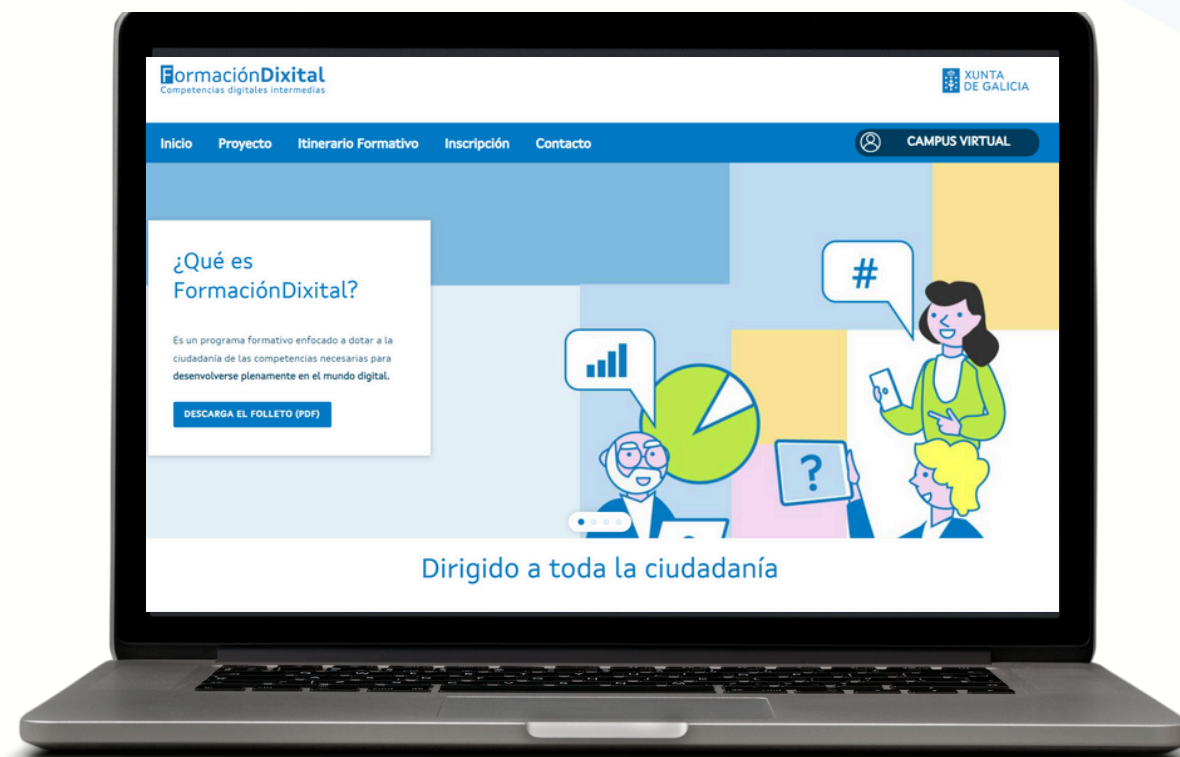 FormaciónDixital
Competencias digitales intermedias
XUNTA
DE GALICIA
Inicio Proyecto Itinerario Formativo Inscripción Contacto
CAMPUS VIRTUAL
¿Qué es
FormaciónDixital?
Es un programa formativo enfocado a dotar a la
ciudadanía de las competencias necesarias para
desenvolverse plenamente en el mundo digital.
DESCARGA EL FOLLETO (PDF)
#
?
Dirigido a toda la ciudadanía